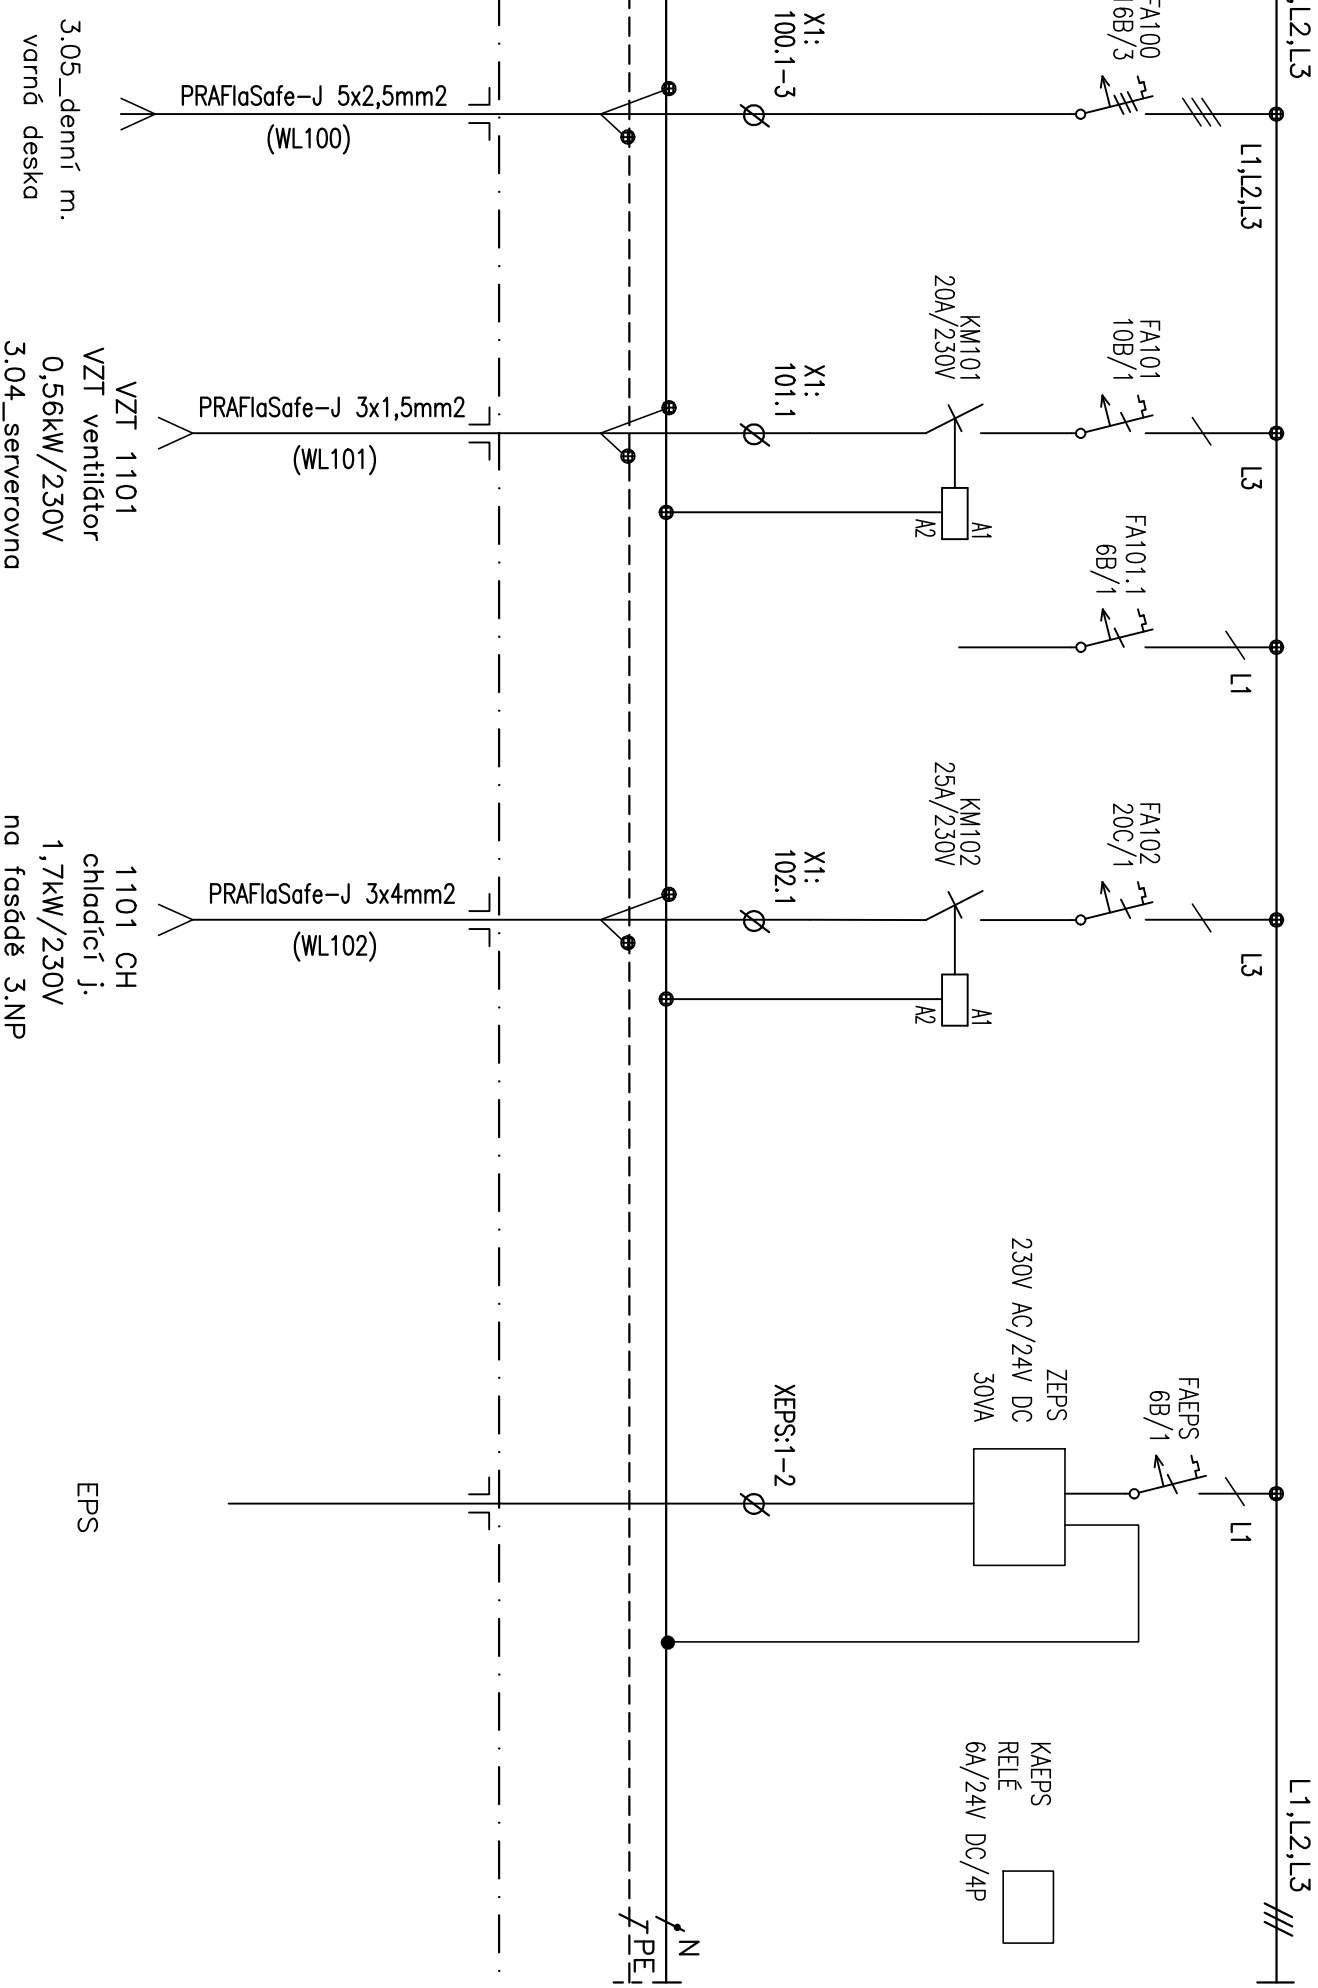 L2,L3
FA100
16B/3
L1,L2,L3
X1:
100.1-3
PRAFlaSafe-J 5x2,5mm2
(WL100)
3.05_denní m.
varná deska
FA101
10B/1
L3
KM101
20A/230V
A1
A2
X1:
101.1
PRAFlaSafe-J 3x1,5mm2
(WL101)
VZT 1101
VZT ventilátor
0,56kW/230V
3.04_serverovna
FA101.1
6B/1
L1
FA102
20C/1
L3
KM102
25A/230V
A1
A2
X1:
102.1
PRAFlaSafe-J 3x4mm2
(WL102)
1101 CH
chladící j.
1,7kW/230V
na fasádě 3.NP
FAEPS
6B/1
L1
ZEPS
230V AC/24V DC
30VA
XEPS:1-2
EPS
KAEPS
RELÉ
6A/24V DC/4P
L1,L2,L3
N
PE